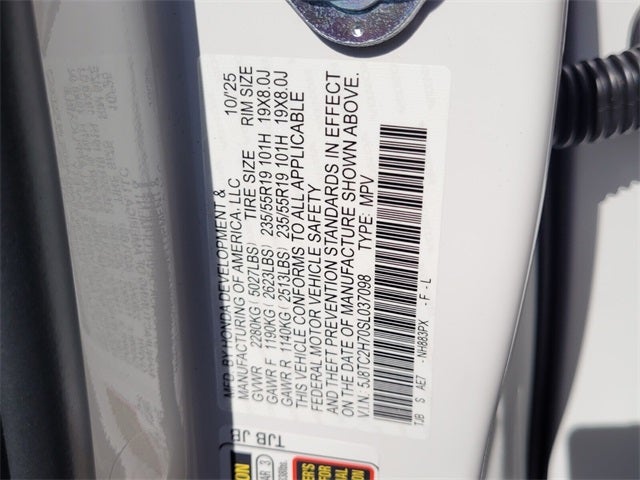 MFD. BY HONDA DEVELOPMENT & 10/'25
MANUFACTURING OF AMERICA, LLC
TIRE SIZE RIM SIZE
GVWR 2280KG (5027LBS)
GAWR F 1190KG (2623LBS) 235/55R19 101H 19X8.0J
GAWR R 1140KG (2513LBS) 235/55R19 101H 19X8.0J
THIS VEHICLE CONFORMS TO ALL APPLICABLE
FEDERAL MOTOR VEHICLE SAFETY
AND THEFT PREVENTION STANDARDS IN EFFECT
ON THE DATE OF MANUFACTURE SHOWN ABOVE.
V.I.N. 5J8TC2H70SL037098 TYPE: MPV
TJB S AET - NH883PX - F - L
TJB JB